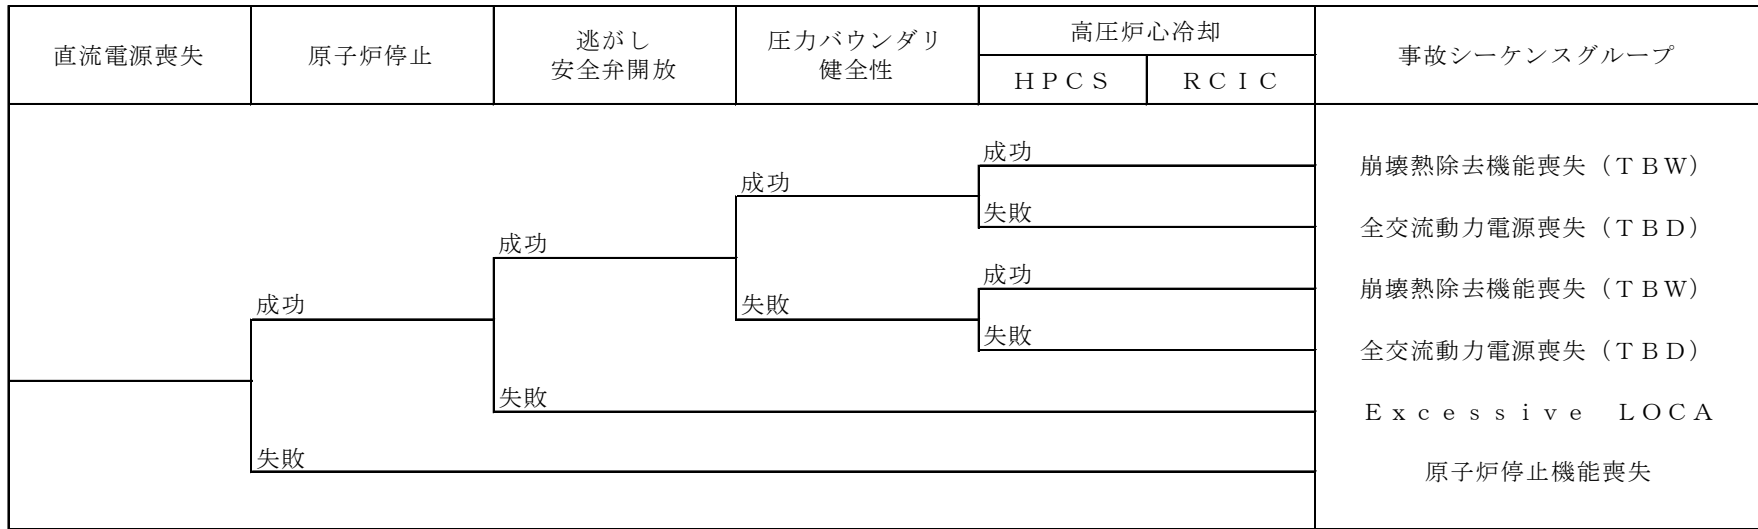 直流電源喪失
原子炉停止
逃がし
安全弁開放
圧力バウンダリ
健全性
高圧炉心冷却
ＨＰＣＳ
ＲＣＩＣ
事故シーケンスグループ
成功
崩壊熱除去機能喪失（ＴＢＷ）
成功
失敗
全交流動力電源喪失（ＴＢＤ）
成功
成功
崩壊熱除去機能喪失（ＴＢＷ）
成功
失敗
失敗
全交流動力電源喪失（ＴＢＤ）
失敗
Ｅｘｃｅｓｓｉｖｅ　ＬＯＣＡ
失敗
原子炉停止機能喪失